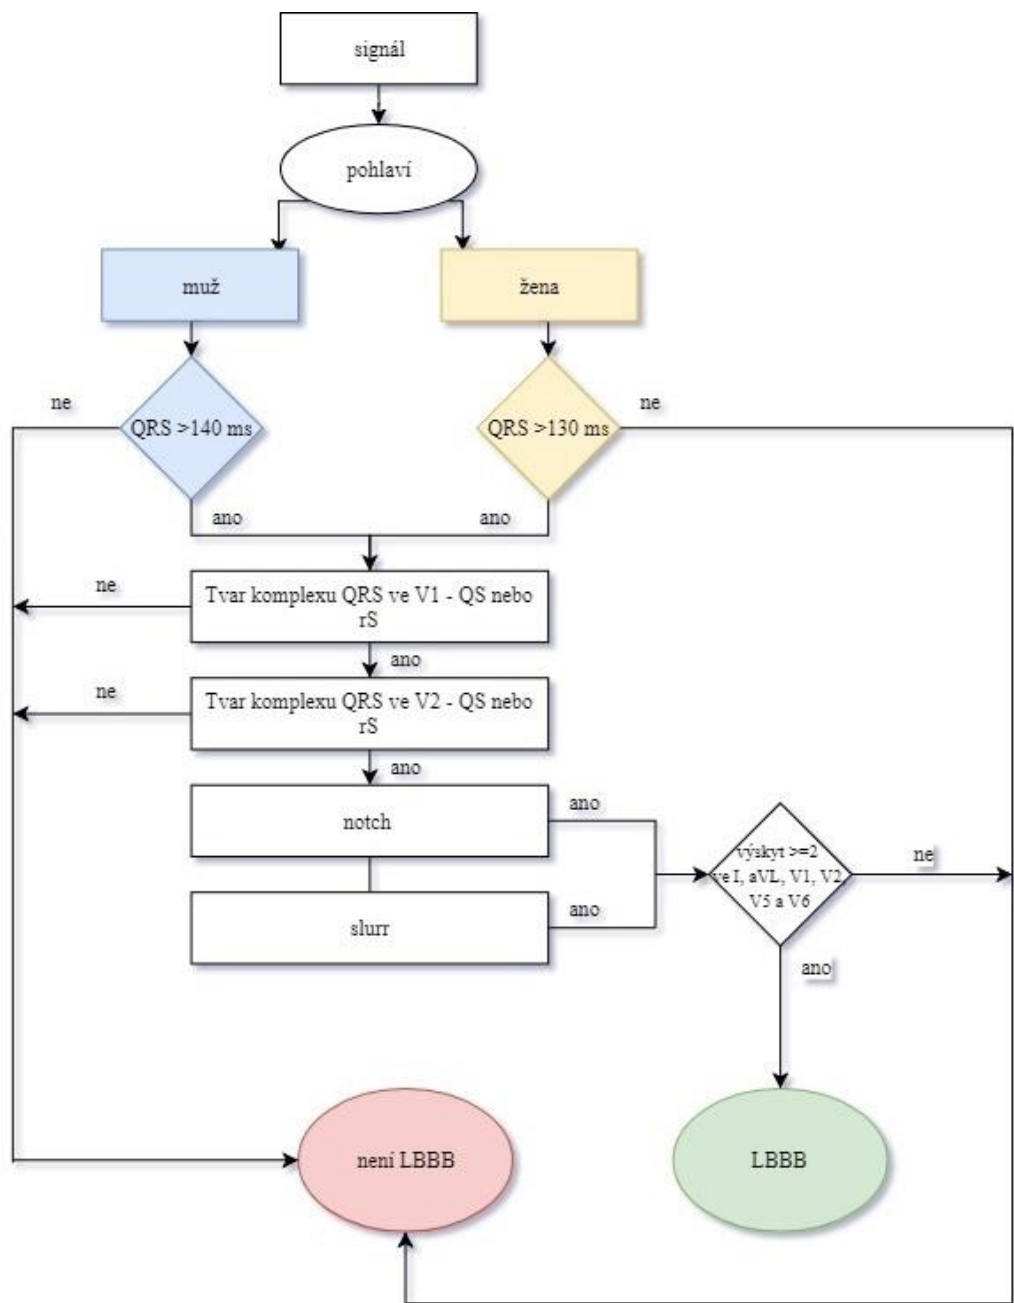 signál
pohlaví
muž
žena
ne
QRS >140 ms
QRS >130 ms
ne
ano
ano
ne
Tvar komplexu QRS ve V1 - QS nebo
rS
ano
ne
Tvar komplexu QRS ve V2 - QS nebo
rS
ano
notch
ano
výskyt >=2
ve I, aVL, V1, V2
V5 a V6
ne
slurr
ano
ano
není LBBB
LBBB